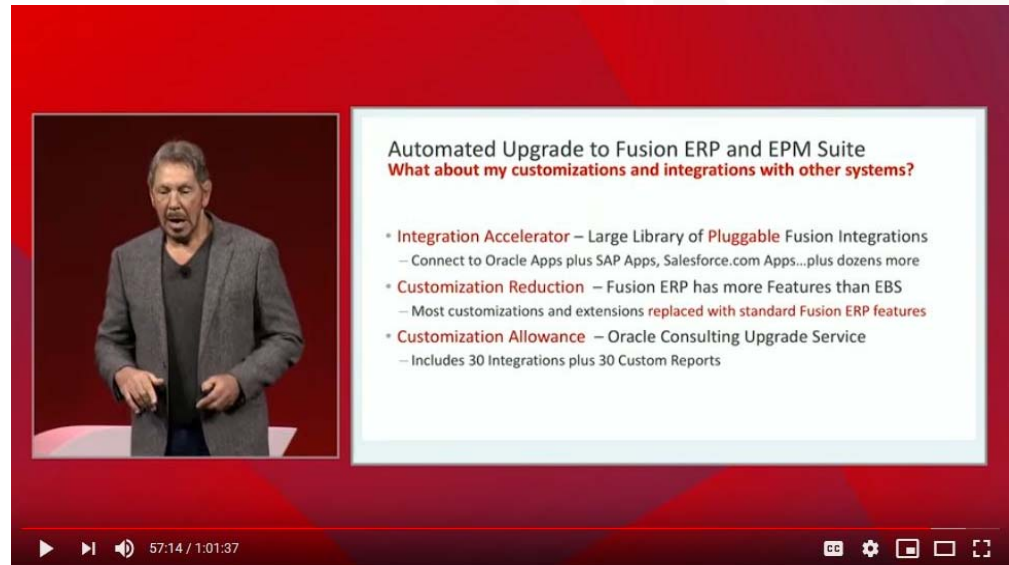 Automated Upgrade to Fusion ERP and EPM Suite
What about my customizations and integrations with other systems?
• Integration Accelerator – Large Library of Pluggable Fusion Integrations
– Connect to Oracle Apps plus SAP Apps, Salesforce.com Apps...plus dozens more
• Customization Reduction – Fusion ERP has more Features than EBS
– Most customizations and extensions replaced with standard Fusion ERP features
• Customization Allowance – Oracle Consulting Upgrade Service
– Includes 30 Integrations plus 30 Custom Reports
57:14 / 1:01:37
CC